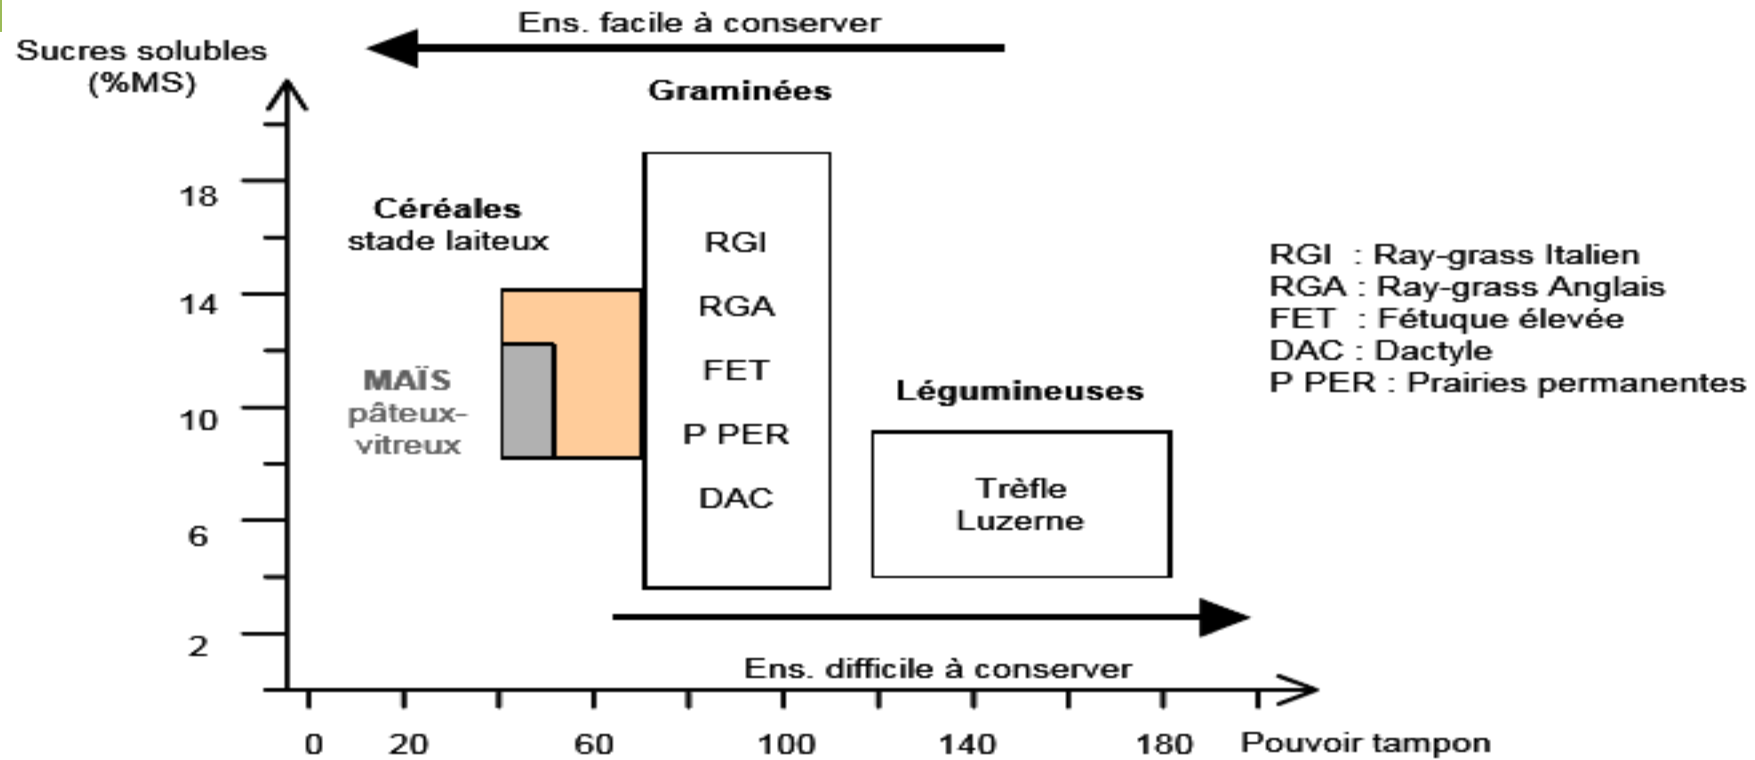 Ens. facile à conserver
Sucres solubles
(%MS)
Graminées
18
Céréales
stade laiteux
RGI
RGI : Ray-grass Italien
RGA : Ray-grass Anglais
FET : Fétuque élevée
DAC : Dactyle
P PER : Prairies permanentes
14
RGA
MAÏS
pâteux-
vitreux
FET
Légumineuses
10
P PER
DAC
Trèfle
Luzerne
6
2
Ens. difficile à conserver
0 20 60 100 140 180 Pouvoir tampon